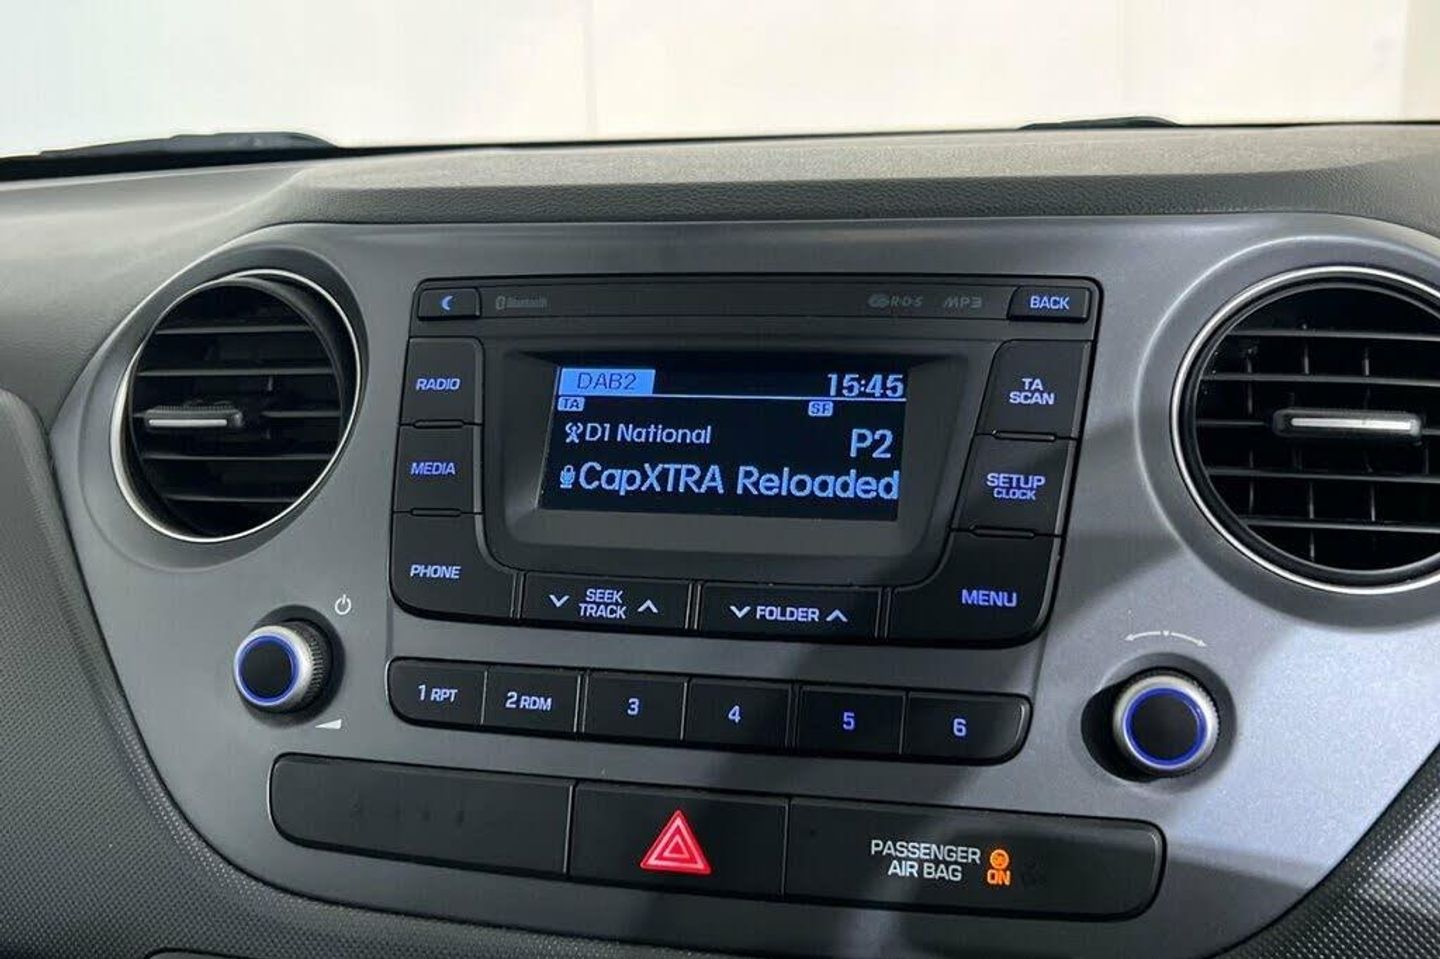 Bluetooth
R·D·S MP3
BACK
RADIO
MEDIA
PHONE
DAB2 15:45
TA SF
D1 National P2
CapXTRA Reloaded
TA
SCAN
SETUP
CLOCK
MENU
SEEK
TRACK
FOLDER
1 RPT
2 RDM
3
4
5
6
PASSENGER
AIR BAG
ON